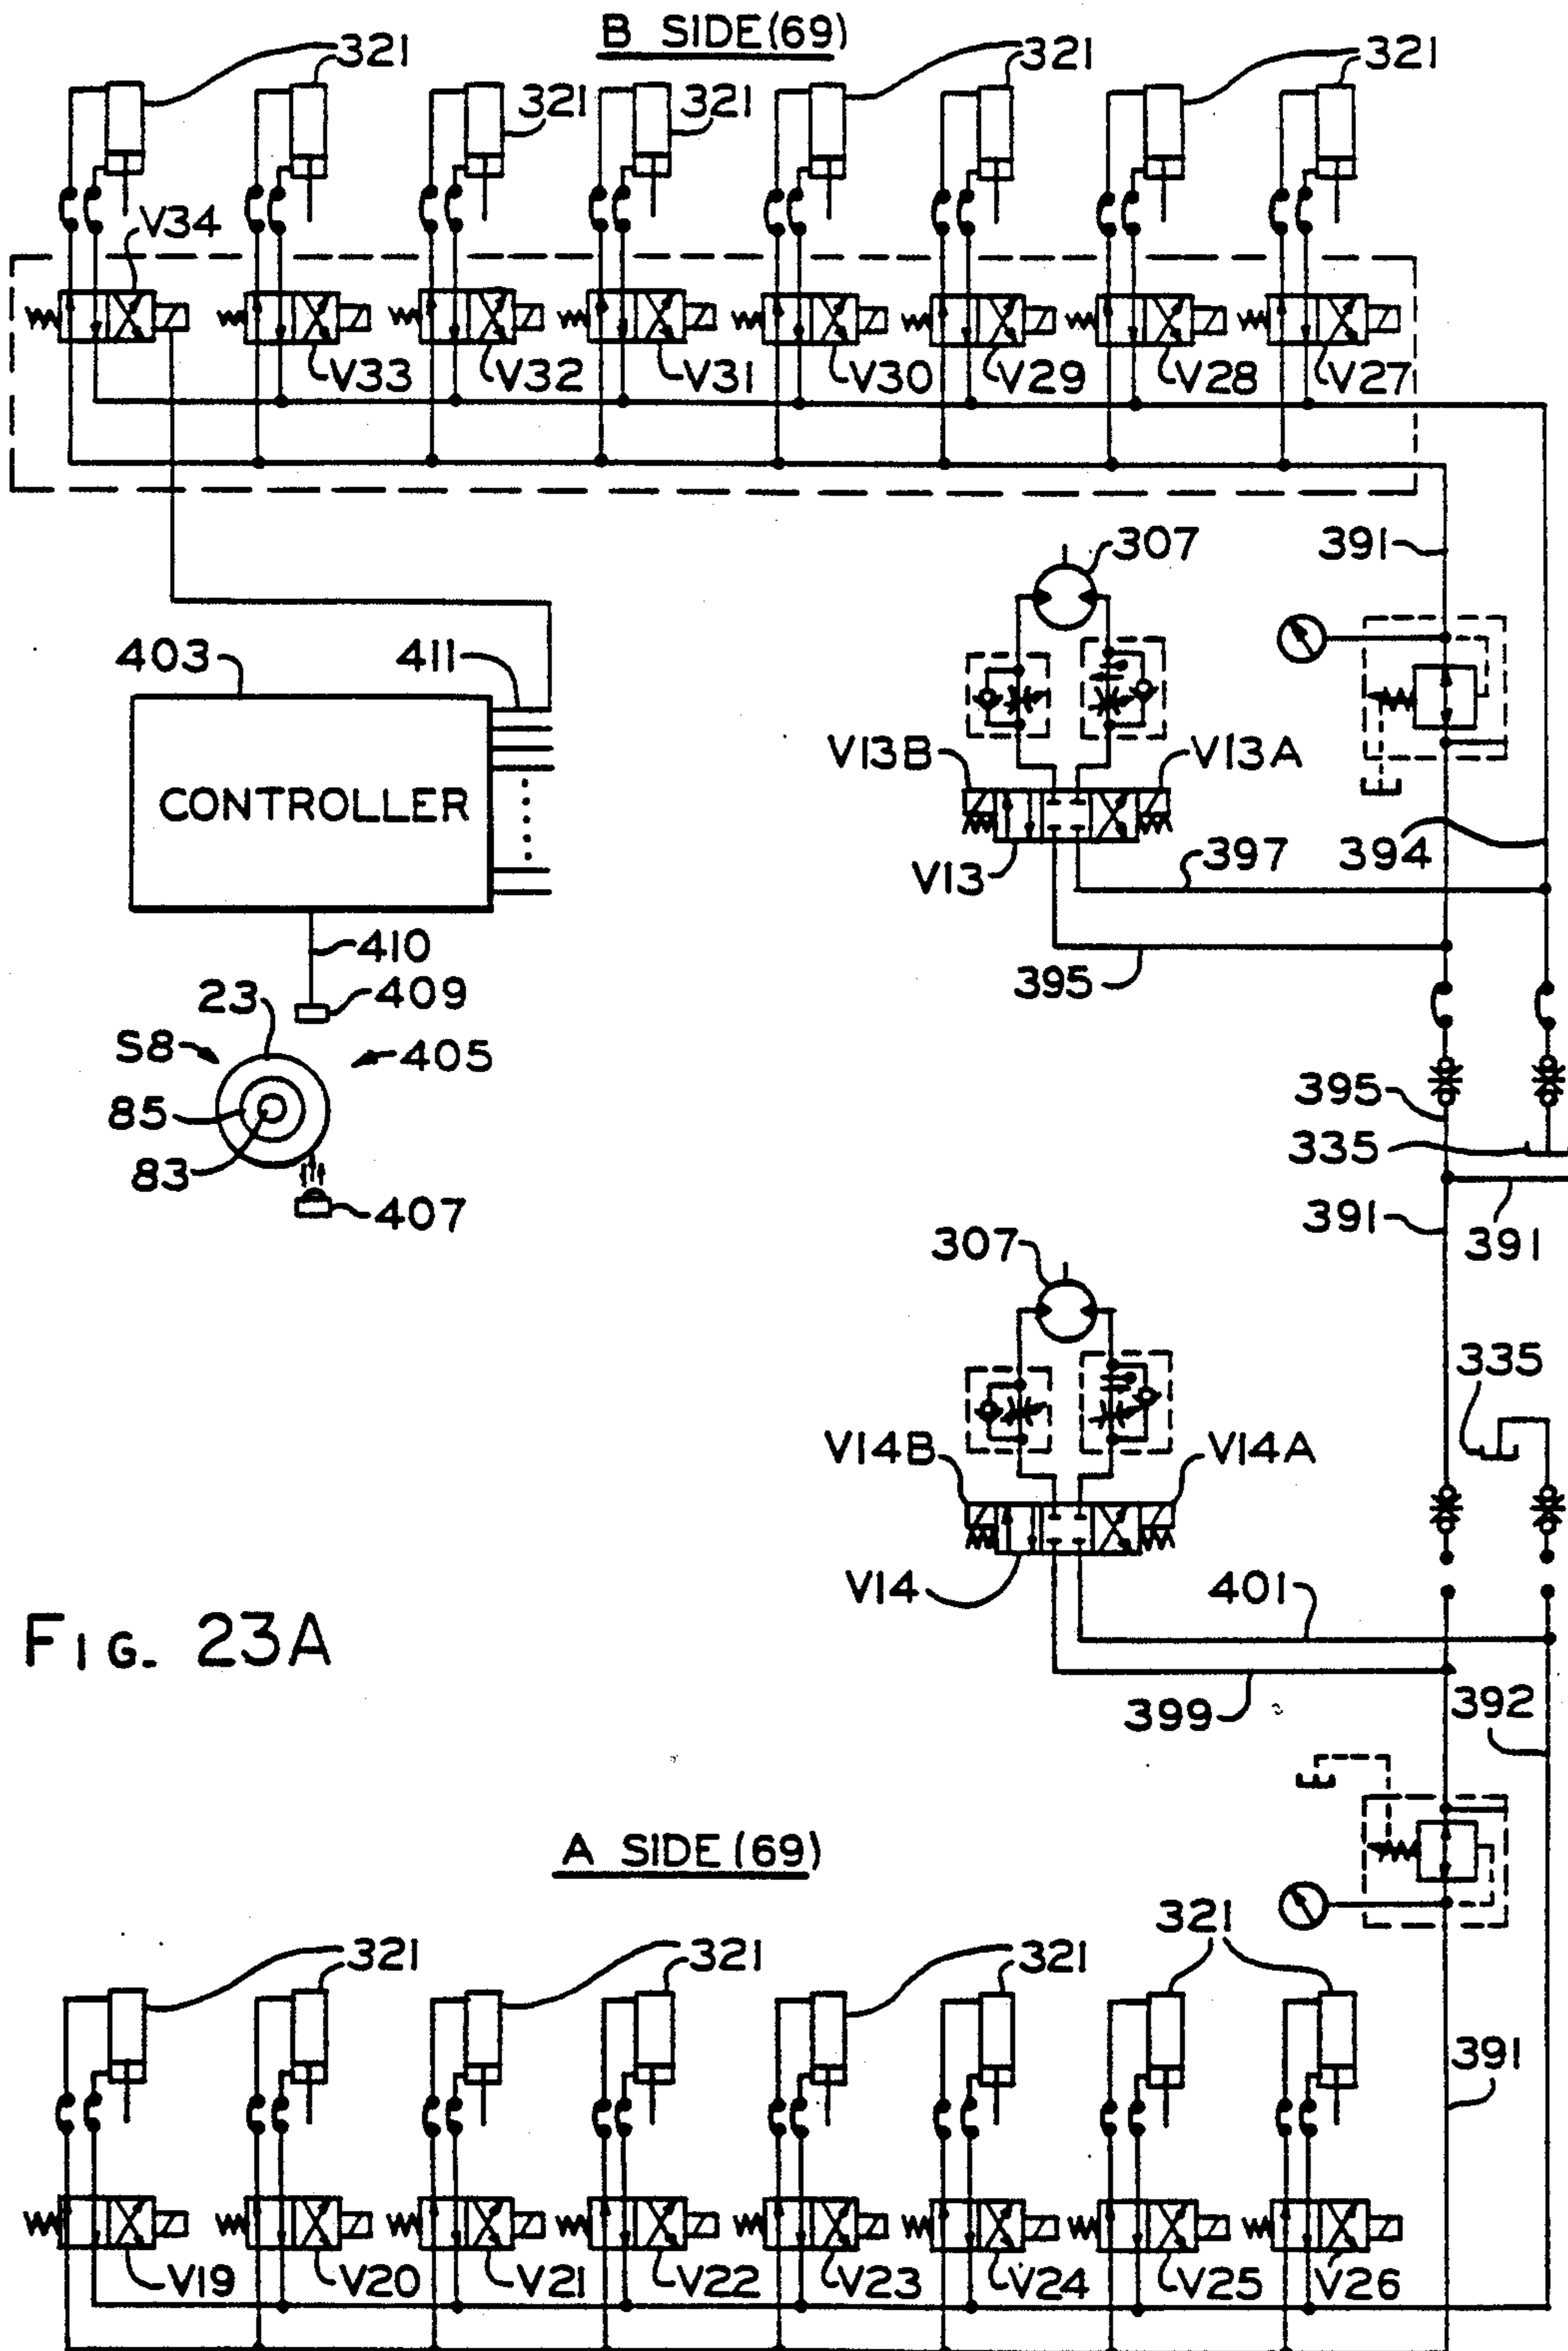 B SIDE(69)
321
321
321
321
321
321
V34
V33
V32
V31
V30
V29
V28
V27
307
391
403
411
CONTROLLER
V13B
V13A
V13
397
394
410
395
409
23
S8
405
85
395
83
335
407
391
391
307
335
V14B
V14A
V14
401
FIG. 23A
399
392
A SIDE(69)
321
321
321
321
391
V19
V20
V21
V22
V23
V24
V25
V26